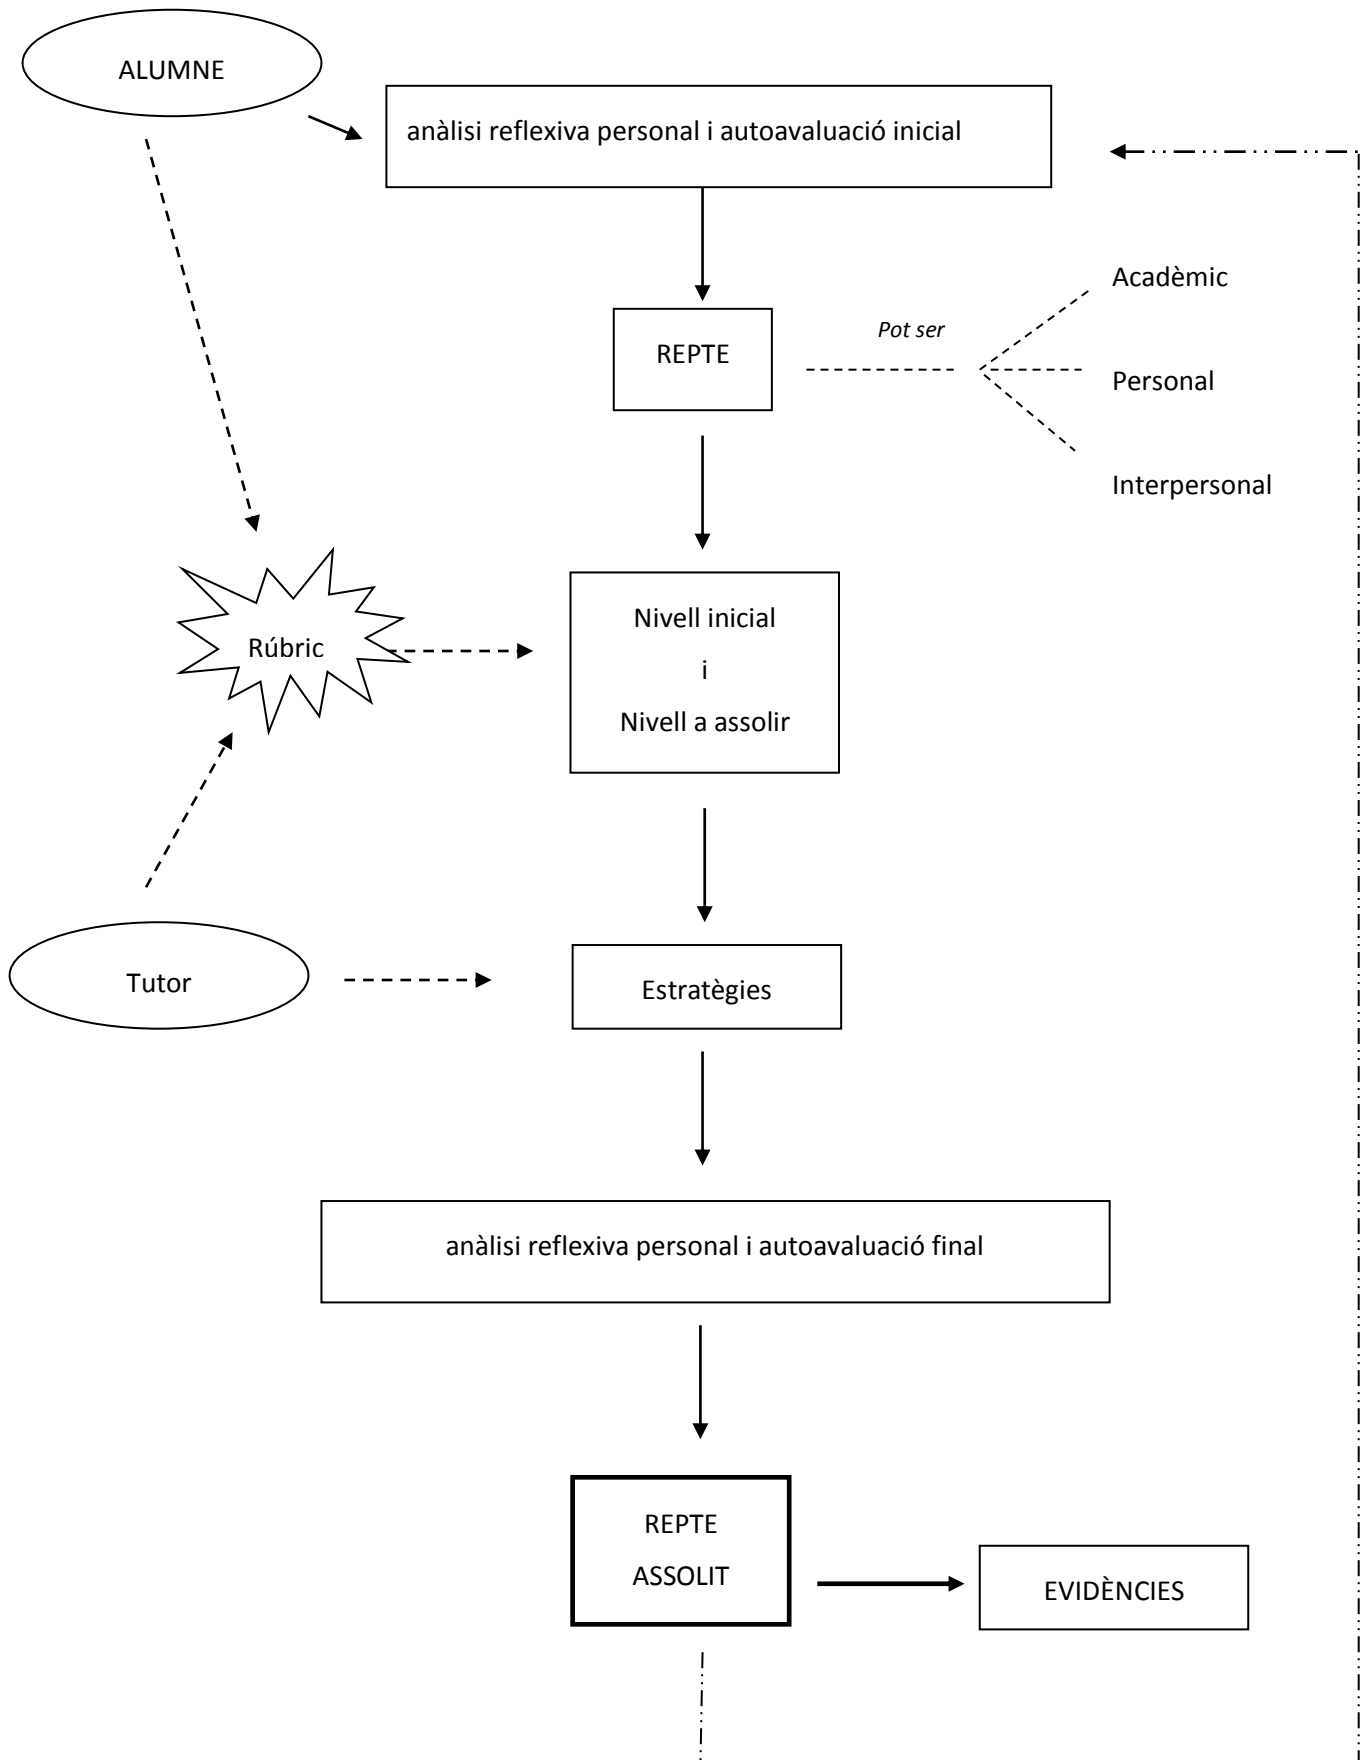 ALUMNE
anàlisi reflexiva personal i autoavaluació inicial
Acadèmic
Pot ser
REPTE
Personal
Interpersonal
Nivell inicial
Rúbric
i
Nivell a assolir
Tutor
Estratègies
anàlisi reflexiva personal i autoavaluació final
REPTE
ASSOLIT
EVIDÈNCIES